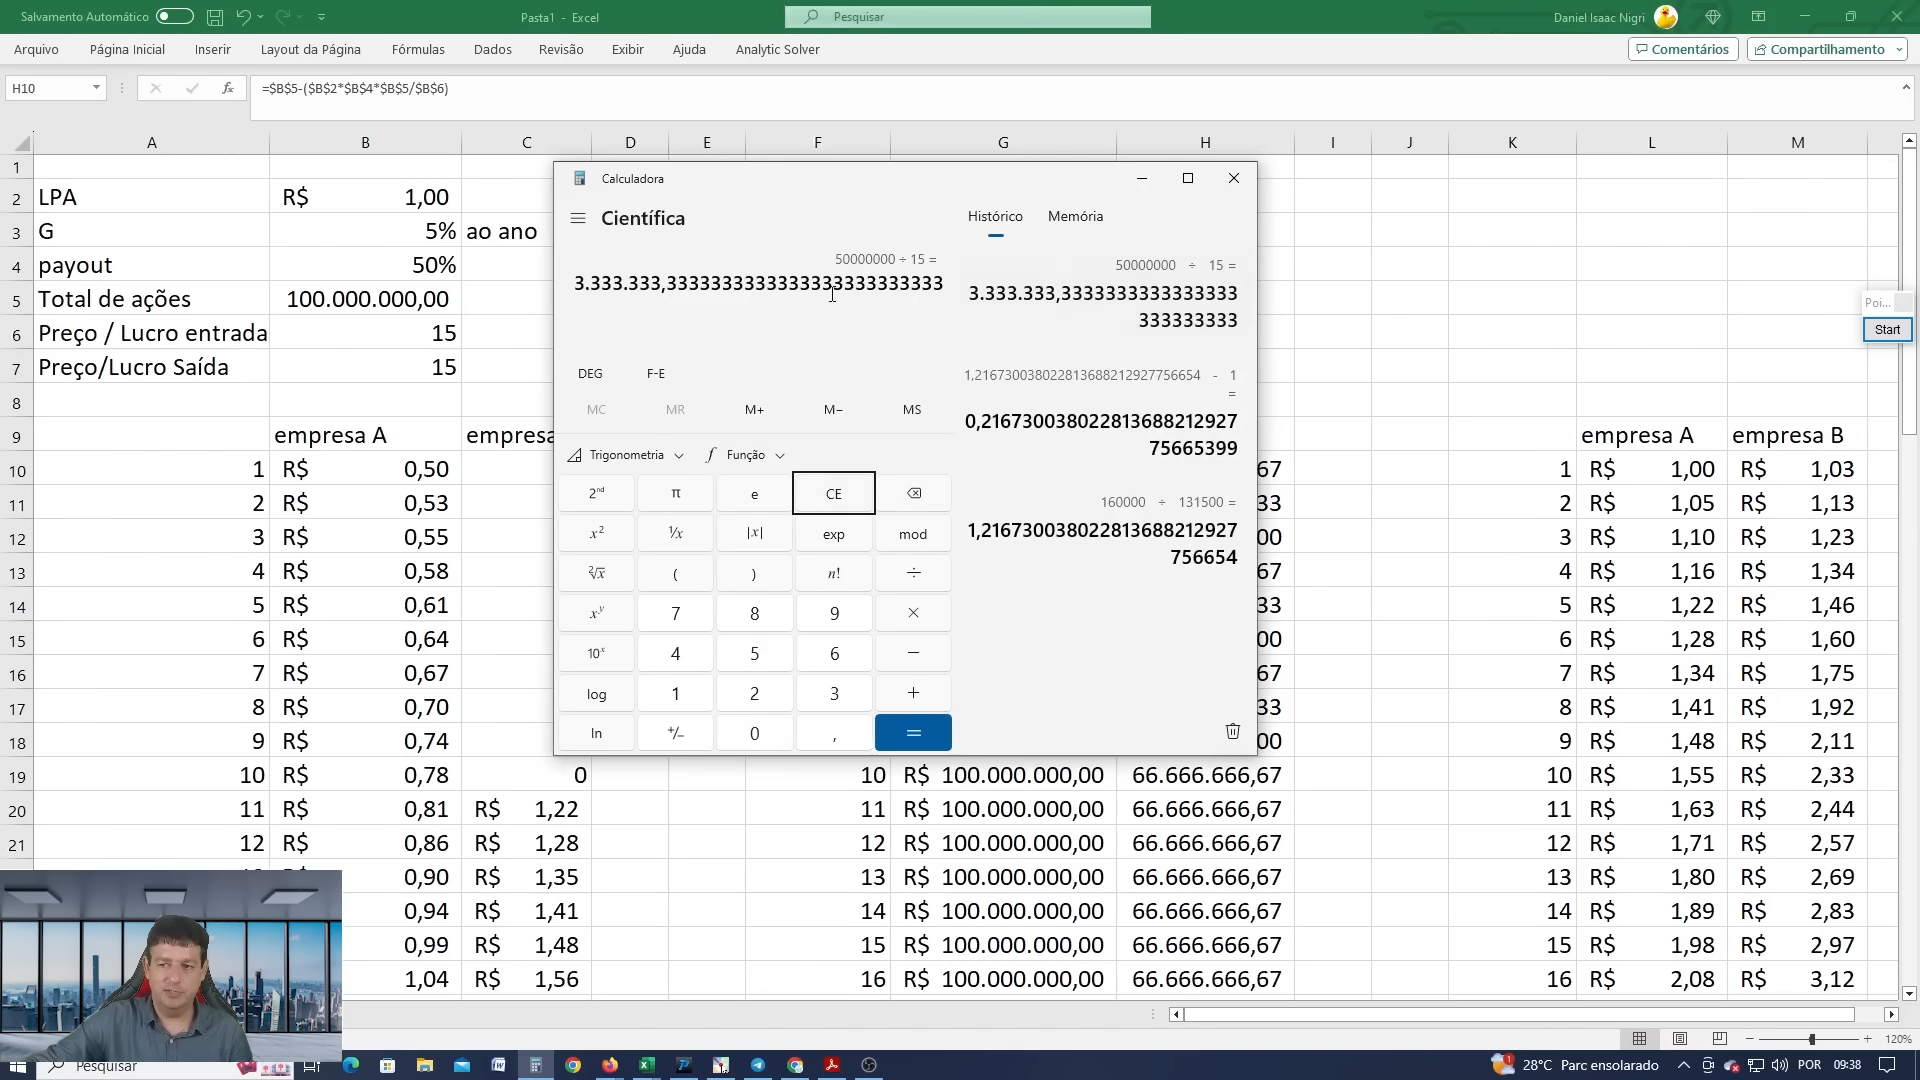 Salvamento Automático
Pasta1 - Excel
Pesquisar
Daniel Isaac Nigri
Arquivo Página Inicial Inserir Layout da Página Fórmulas Dados Revisão Exibir Ajuda Analytic Solver
Comentários Compartilhamento
H10 fx =$B$5-($B$2*$B$4*$B$5/$B$6)
A B C D E F G H I J K L M
1
2 LPA R$ 1,00
3 G 5% ao ano
4 payout 50%
5 Total de ações 100.000.000,00
6 Preço / Lucro entrada 15
7 Preço/Lucro Saída 15
8
9 empresa A empresa empresa A empresa B
10 1 R$ 0,50 67 1 R$ 1,00 R$ 1,03
11 2 R$ 0,53 33 2 R$ 1,05 R$ 1,13
12 3 R$ 0,55 00 3 R$ 1,10 R$ 1,23
13 4 R$ 0,58 67 4 R$ 1,16 R$ 1,34
14 5 R$ 0,61 33 5 R$ 1,22 R$ 1,46
15 6 R$ 0,64 00 6 R$ 1,28 R$ 1,60
16 7 R$ 0,67 67 7 R$ 1,34 R$ 1,75
17 8 R$ 0,70 33 8 R$ 1,41 R$ 1,92
18 9 R$ 0,74 00 9 R$ 1,48 R$ 2,11
19 10 R$ 0,78 0 10 R$ 100.000.000,00 66.666.666,67 10 R$ 1,55 R$ 2,33
20 11 R$ 0,81 R$ 1,22 11 R$ 100.000.000,00 66.666.666,67 11 R$ 1,63 R$ 2,44
21 12 R$ 0,86 R$ 1,28 12 R$ 100.000.000,00 66.666.666,67 12 R$ 1,71 R$ 2,57
0,90 R$ 1,35 13 R$ 100.000.000,00 66.666.666,67 13 R$ 1,80 R$ 2,69
0,94 R$ 1,41 14 R$ 100.000.000,00 66.666.666,67 14 R$ 1,89 R$ 2,83
0,99 R$ 1,48 15 R$ 100.000.000,00 66.666.666,67 15 R$ 1,98 R$ 2,97
1,04 R$ 1,56 16 R$ 100.000.000,00 66.666.666,67 16 R$ 2,08 R$ 3,12
Calculadora
Científica
50000000 ÷ 15 =
DEG F-E
MC MR M+ M− MS
Trigonometria Função
2nd π e CE
x² ¹/x |x| exp mod
²√x ( ) n! ÷
xʸ 7 8 9 ×
10ˣ 4 5 6 −
log 1 2 3 +
ln +/− 0 , =
Histórico Memória
50000000 ÷ 15 =
1,216730038022813688212927756654 - 1
=
0,216730038022813688212927
75665399
160000 ÷ 131500 =
1,216730038022813688212927
756654
Poi...
Start
120%
Pesquisar
1
28°C Parc ensolarado
POR 09:38